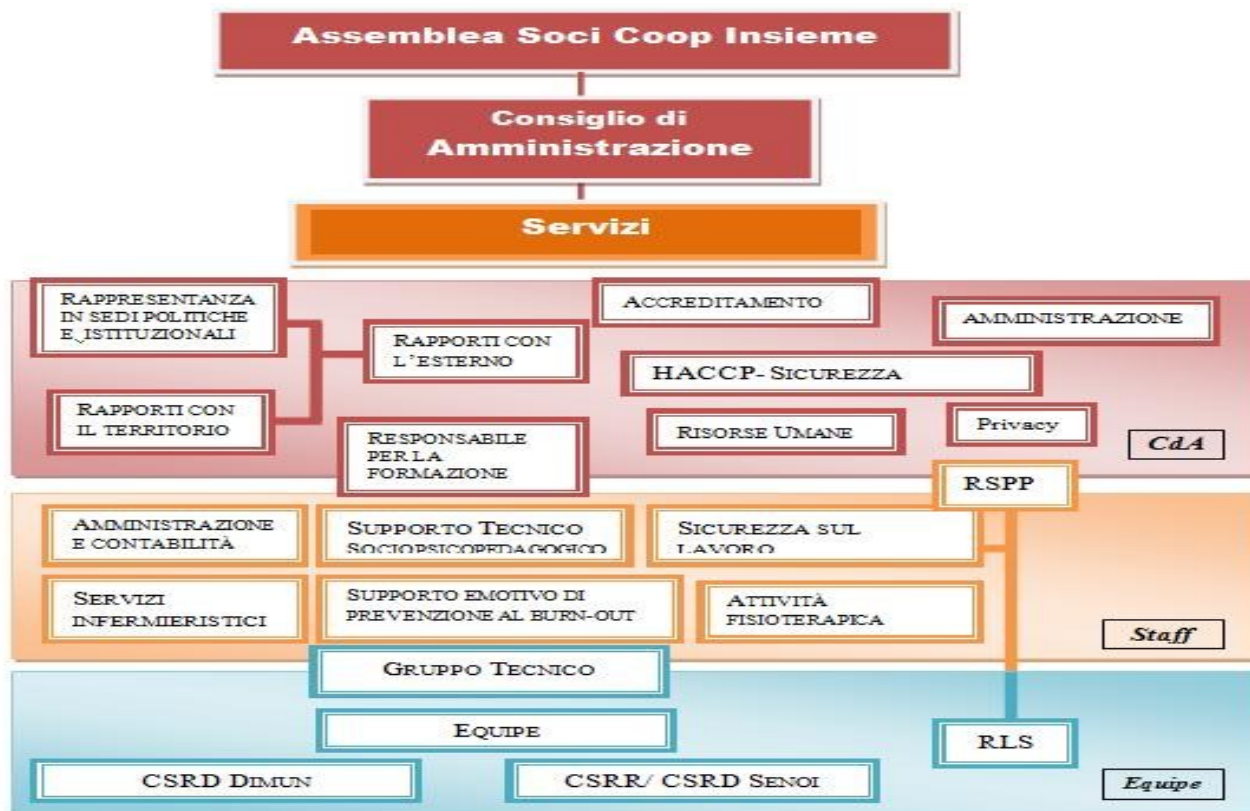 Assemblea Soci Coop Insieme
Consiglio di
Amministrazione
Servizi
RAPPRESENTANZA
IN SEDI POLITICHE
E ISTITUZIONALI
RAPPORTI CON
L'ESTERNO
RAPPORTI CON
IL TERRITORIO
RESPONSABILE
PER LA
FORMAZIONE
ACCREDITAMENTO
AMMINISTRAZIONE
HACCP- SICUREZZA
RISORSE UMANE
Privacy
CdA
RSPP
AMMINISTRAZIONE
E CONTABILITÀ
SUPPORTO TECNICO
SOCIOPSICOPEDAGOGICO
SICUREZZA SUL
LAVORO
SERVIZI
INFERMIERISTICI
SUPPORTO EMOTIVO DI
PREVENZIONE AL BURN-OUT
ATTIVITÀ
FISIOTERAPICA
Staff
GRUPPO TECNICO
EQUIPE
RLS
CSRD DIMUN
CSRR/ CSRD SENOI
Equipe